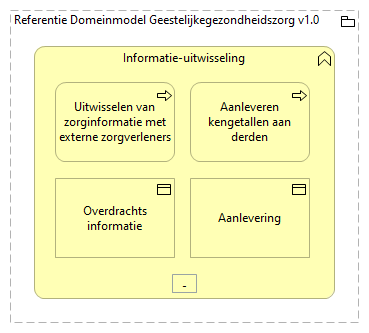 Referentie Domeinmodel Geestelijkegezondheidszorg v1.0
Informatie-uitwisseling
Uitwisselen van
zorginformatie met
externe zorgverleners
Aanleveren
kengetallen aan
derden
Overdrachts
informatie
Aanlevering
-